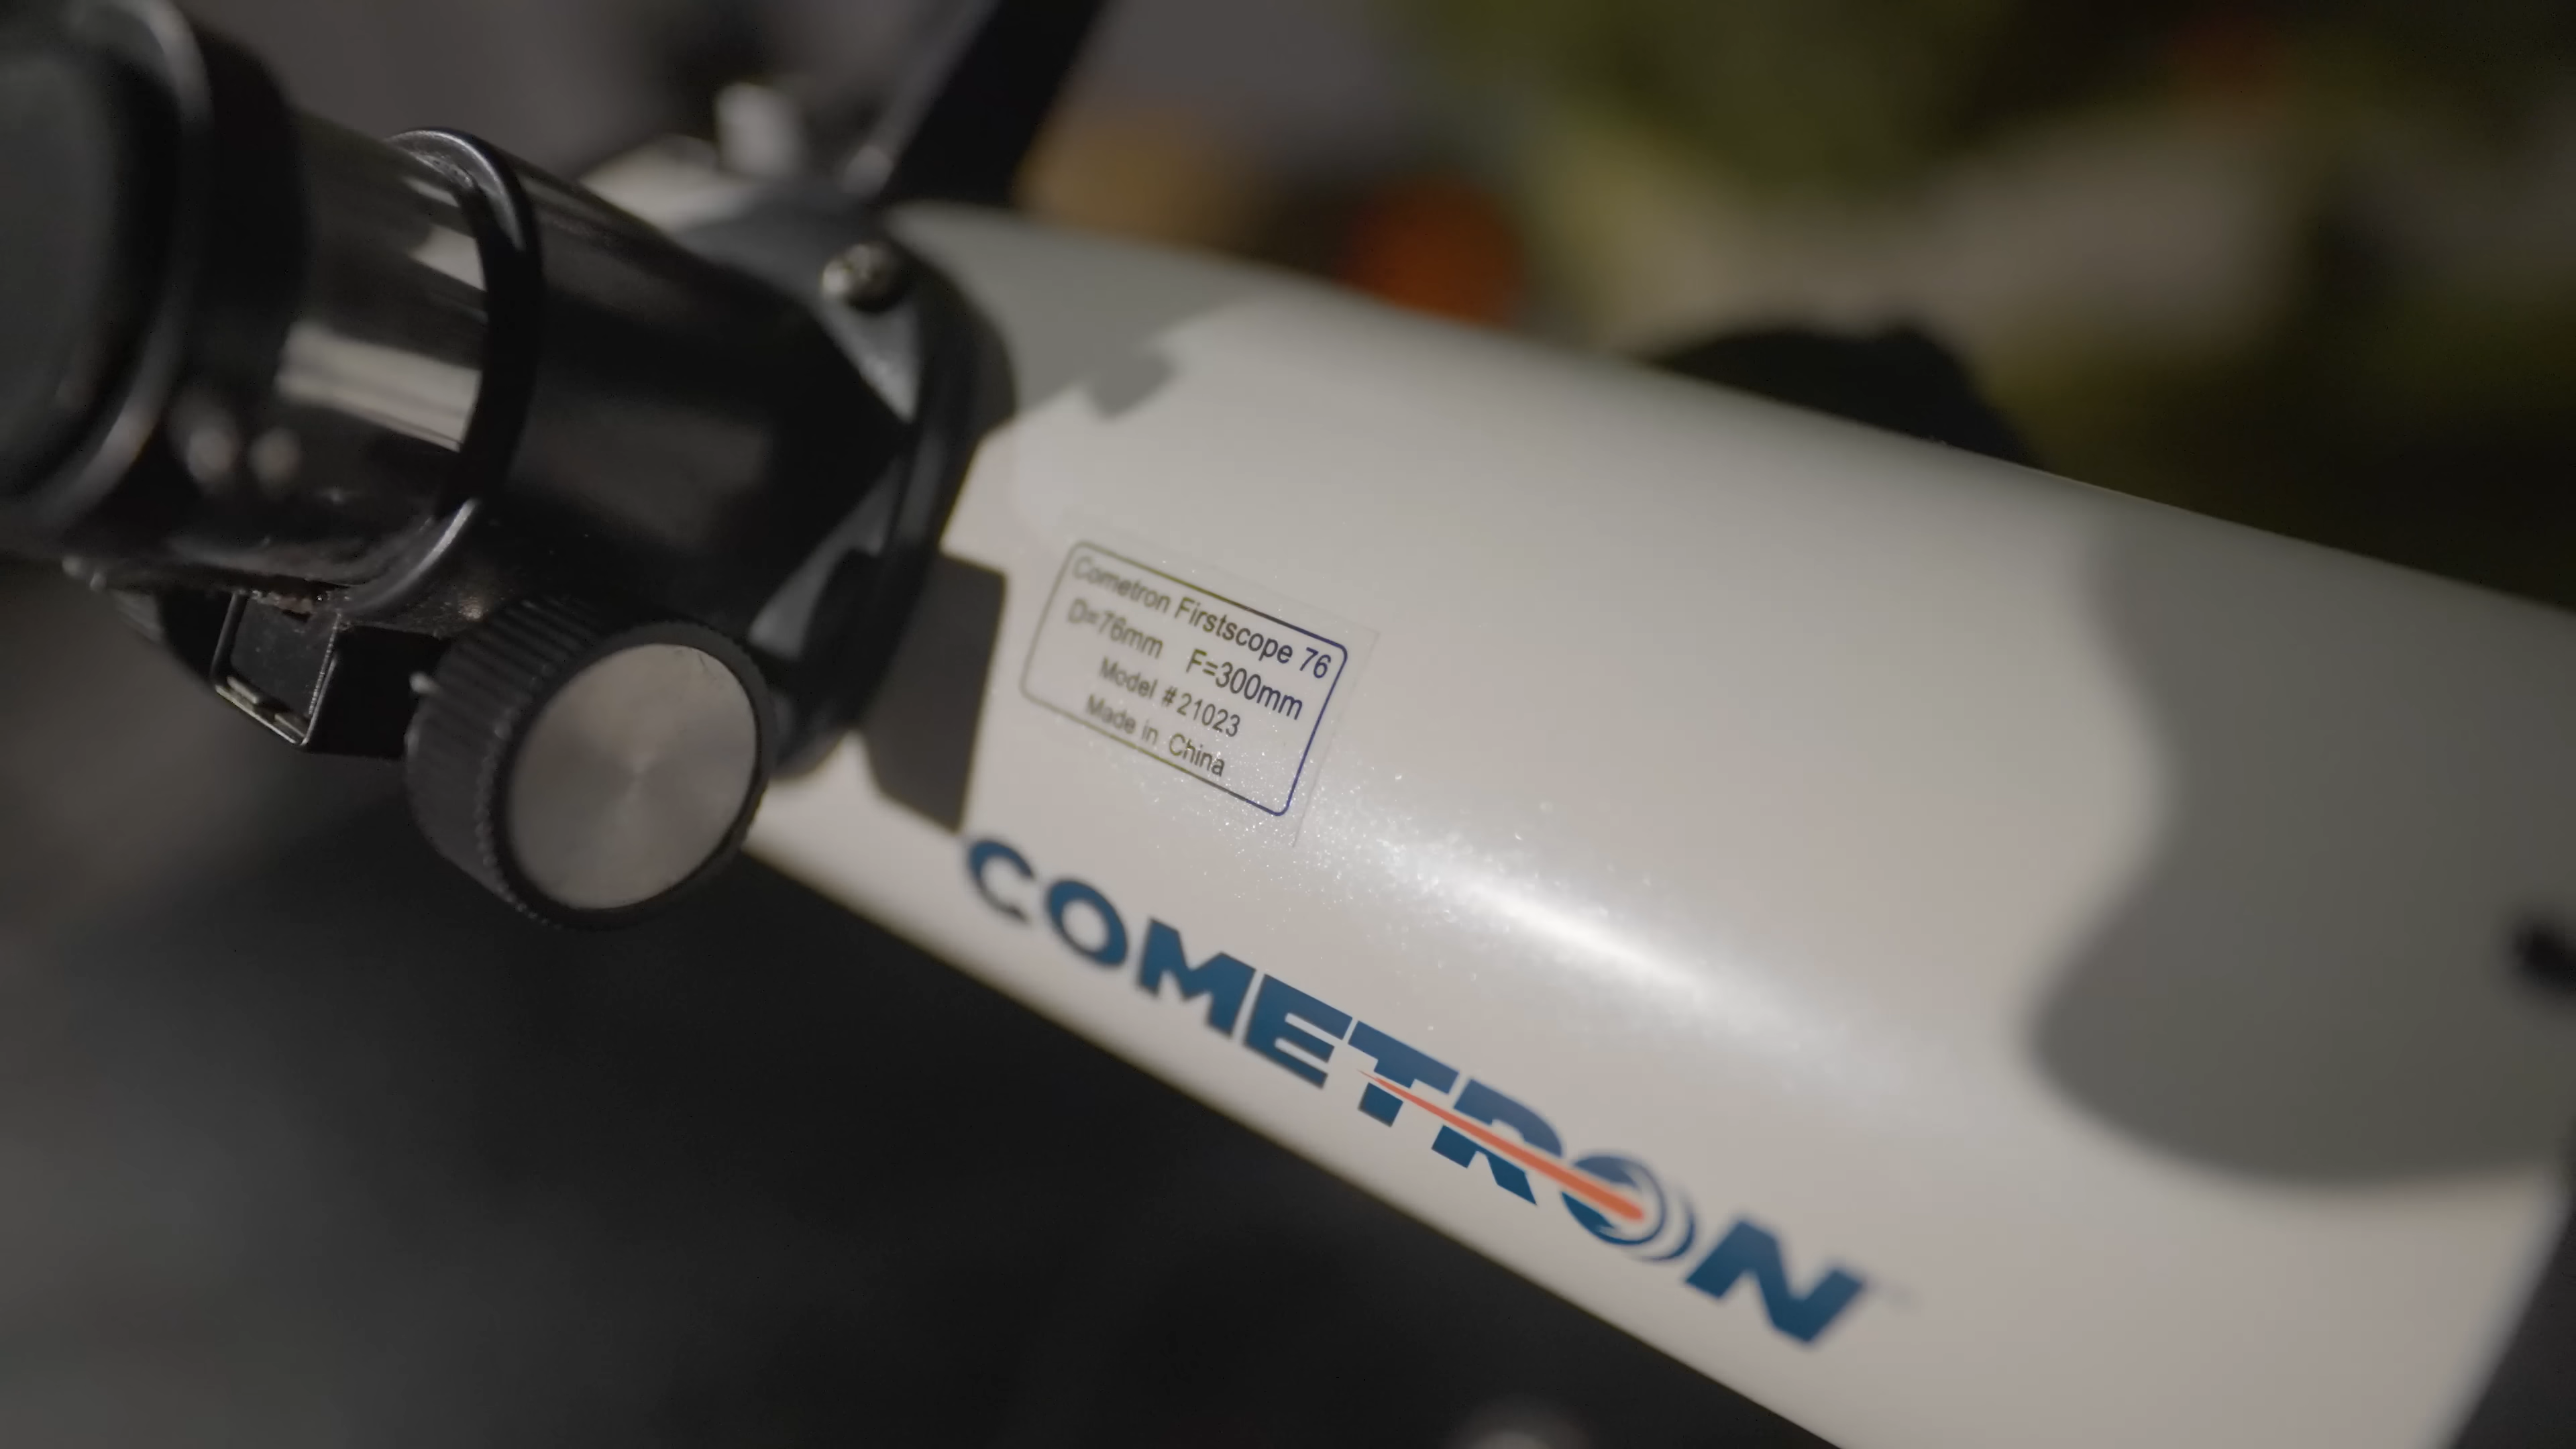 Cometron Firstscope 76
D=76mm F=300mm
Model #21023
Made in China
COMETRON